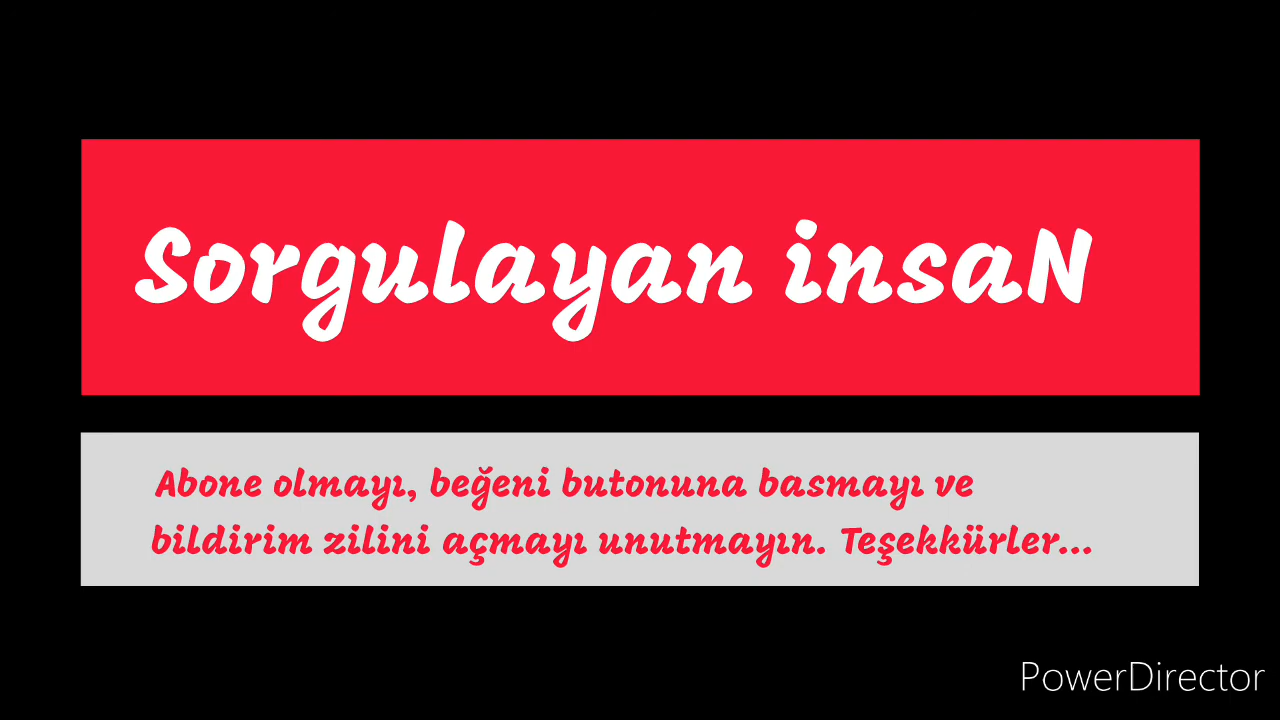 Sorgulayan insaN
Abone olmayı, beğeni butonuna basmayı ve
bildirim zilini açmayı unutmayın. Teşekkürler...
PowerDirector